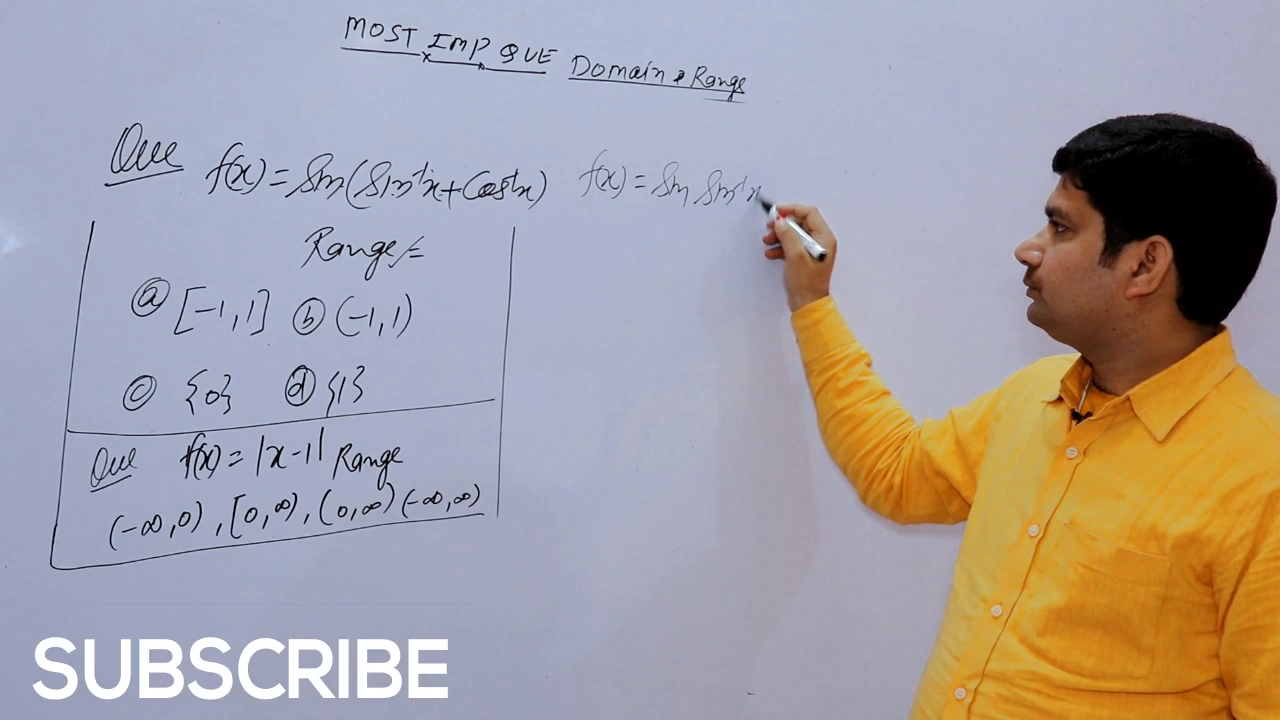 MOST IMP QUE Domain & Range
Que f(x) = Sin(Sin⁻¹x + Cos⁻¹x) f(x) = Sin Sin⁻¹x
Range =
ⓐ [-1, 1] ⓑ (-1, 1)
ⓒ {0} ⓓ {1}
Que f(x) = |x-1| Range
(-∞, 0), [0, ∞), (0, ∞) (-∞, ∞)
SUBSCRIBE